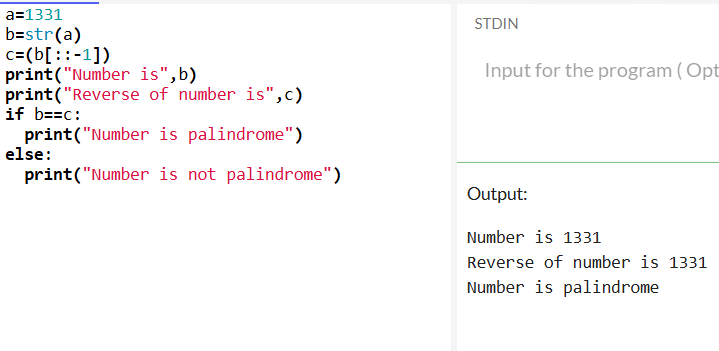 a=1331
b=str(a)
c=(b[::-1])
print("Number is",b)
print("Reverse of number is",c)
if b==c:
  print("Number is palindrome")
else:
  print("Number is not palindrome")
STDIN
Input for the program ( Opt
Output:
Number is 1331
Reverse of number is 1331
Number is palindrome